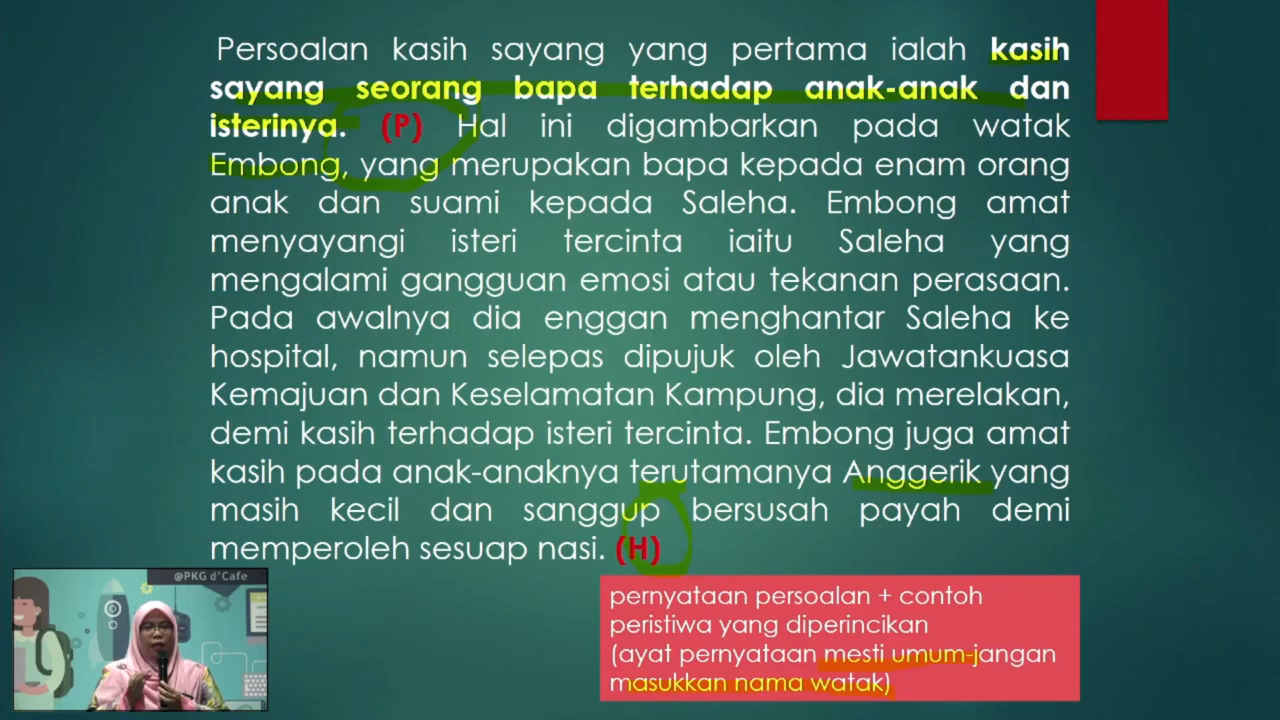 Persoalan kasih sayang yang pertama ialah kasih
sayang seorang bapa terhadap anak-anak dan
isterinya. (P) Hal ini digambarkan pada watak
Embong, yang merupakan bapa kepada enam orang
anak dan suami kepada Saleha. Embong amat
menyayangi isteri tercinta iaitu Saleha yang
mengalami gangguan emosi atau tekanan perasaan.
Pada awalnya dia enggan menghantar Saleha ke
hospital, namun selepas dipujuk oleh Jawatankuasa
Kemajuan dan Keselamatan Kampung, dia merelakan,
demi kasih terhadap isteri tercinta. Embong juga amat
kasih pada anak-anaknya terutamanya Anggerik yang
masih kecil dan sanggup bersusah payah demi
memperoleh sesuap nasi. (H)
@PKG d'Cafe
pernyataan persoalan + contoh
peristiwa yang diperincikan
(ayat pernyataan mesti umum-jangan
masukkan nama watak)